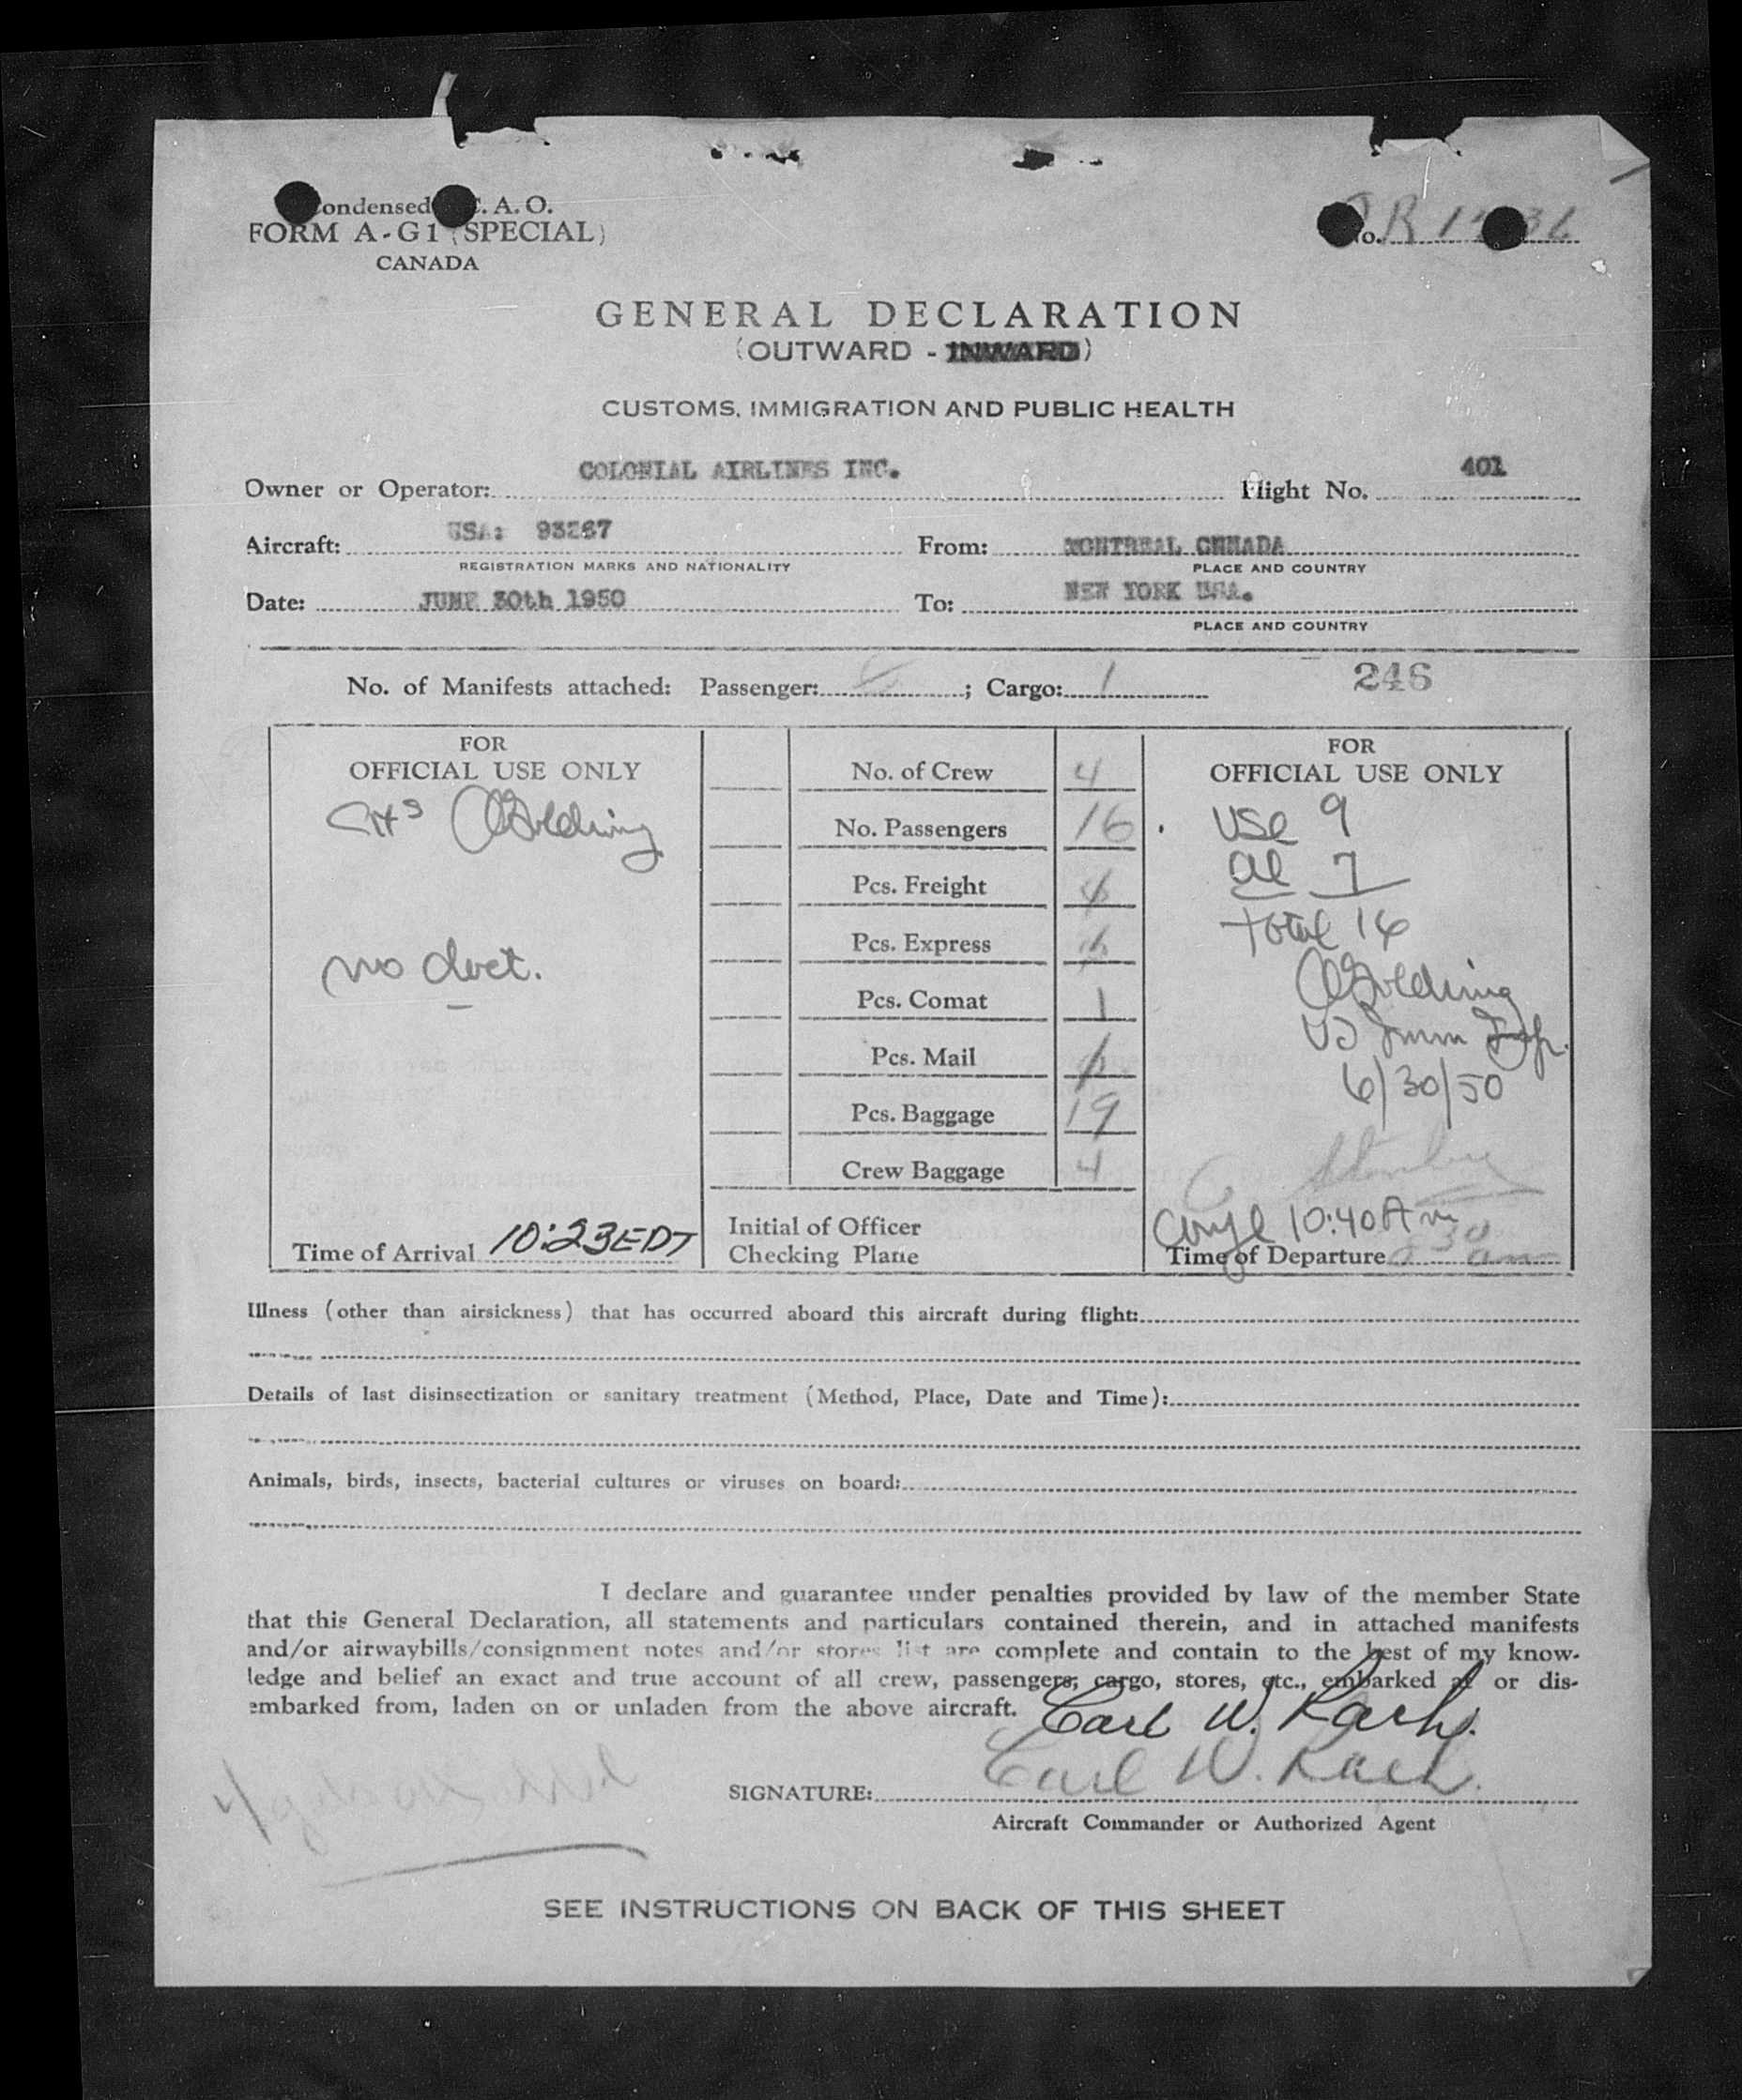 Condensed I.C.A.O.
FORM A-G1 (SPECIAL)
CANADA
No.
GENERAL DECLARATION
(OUTWARD - INWARD)
CUSTOMS, IMMIGRATION AND PUBLIC HEALTH
Owner or Operator: COLONIAL AIRLINES INC. Flight No. 401
Aircraft: USA: 93267 From: MONTREAL CNNADA
REGISTRATION MARKS AND NATIONALITY PLACE AND COUNTRY
Date: JUNE 30th 1950 To: NEW YORK USA.
PLACE AND COUNTRY
No. of Manifests attached: Passenger: ; Cargo: 1 246
FOR
OFFICIAL USE ONLY
Golding
no duct.
Time of Arrival 10:23EDT
No. of Crew 4
No. Passengers 16
Pcs. Freight
Pcs. Express
Pcs. Comat 1
Pcs. Mail
Pcs. Baggage 19
Crew Baggage 4
Initial of Officer
Checking Plane
FOR
OFFICIAL USE ONLY
USC 9
al 7
total 16
Golding
US Imm Insp.
6/30/50
10:40 Am
Time of Departure
Illness (other than airsickness) that has occurred aboard this aircraft during flight:
Details of last disinsectization or sanitary treatment (Method, Place, Date and Time):
Animals, birds, insects, bacterial cultures or viruses on board:
I declare and guarantee under penalties provided by law of the member State
that this General Declaration, all statements and particulars contained therein, and in attached manifests
and/or airwaybills/consignment notes and/or stores list are complete and contain to the best of my know-
ledge and belief an exact and true account of all crew, passengers, cargo, stores, etc., embarked at or dis-
embarked from, laden on or unladen from the above aircraft.
Carl W. Rach.
SIGNATURE: Carl W. Rach.
Aircraft Commander or Authorized Agent
SEE INSTRUCTIONS ON BACK OF THIS SHEET